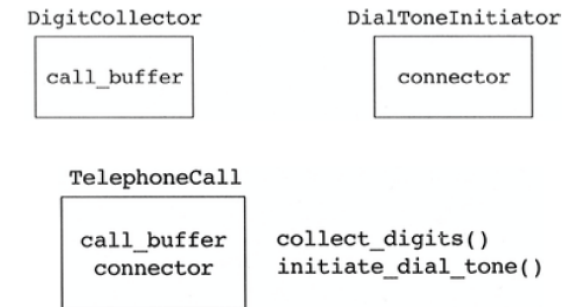 DigitCollector
DialToneInitiator
call_buffer
connector
TelephoneCall
call_buffer
collect_digits()
connector
initiate_dial_tone()